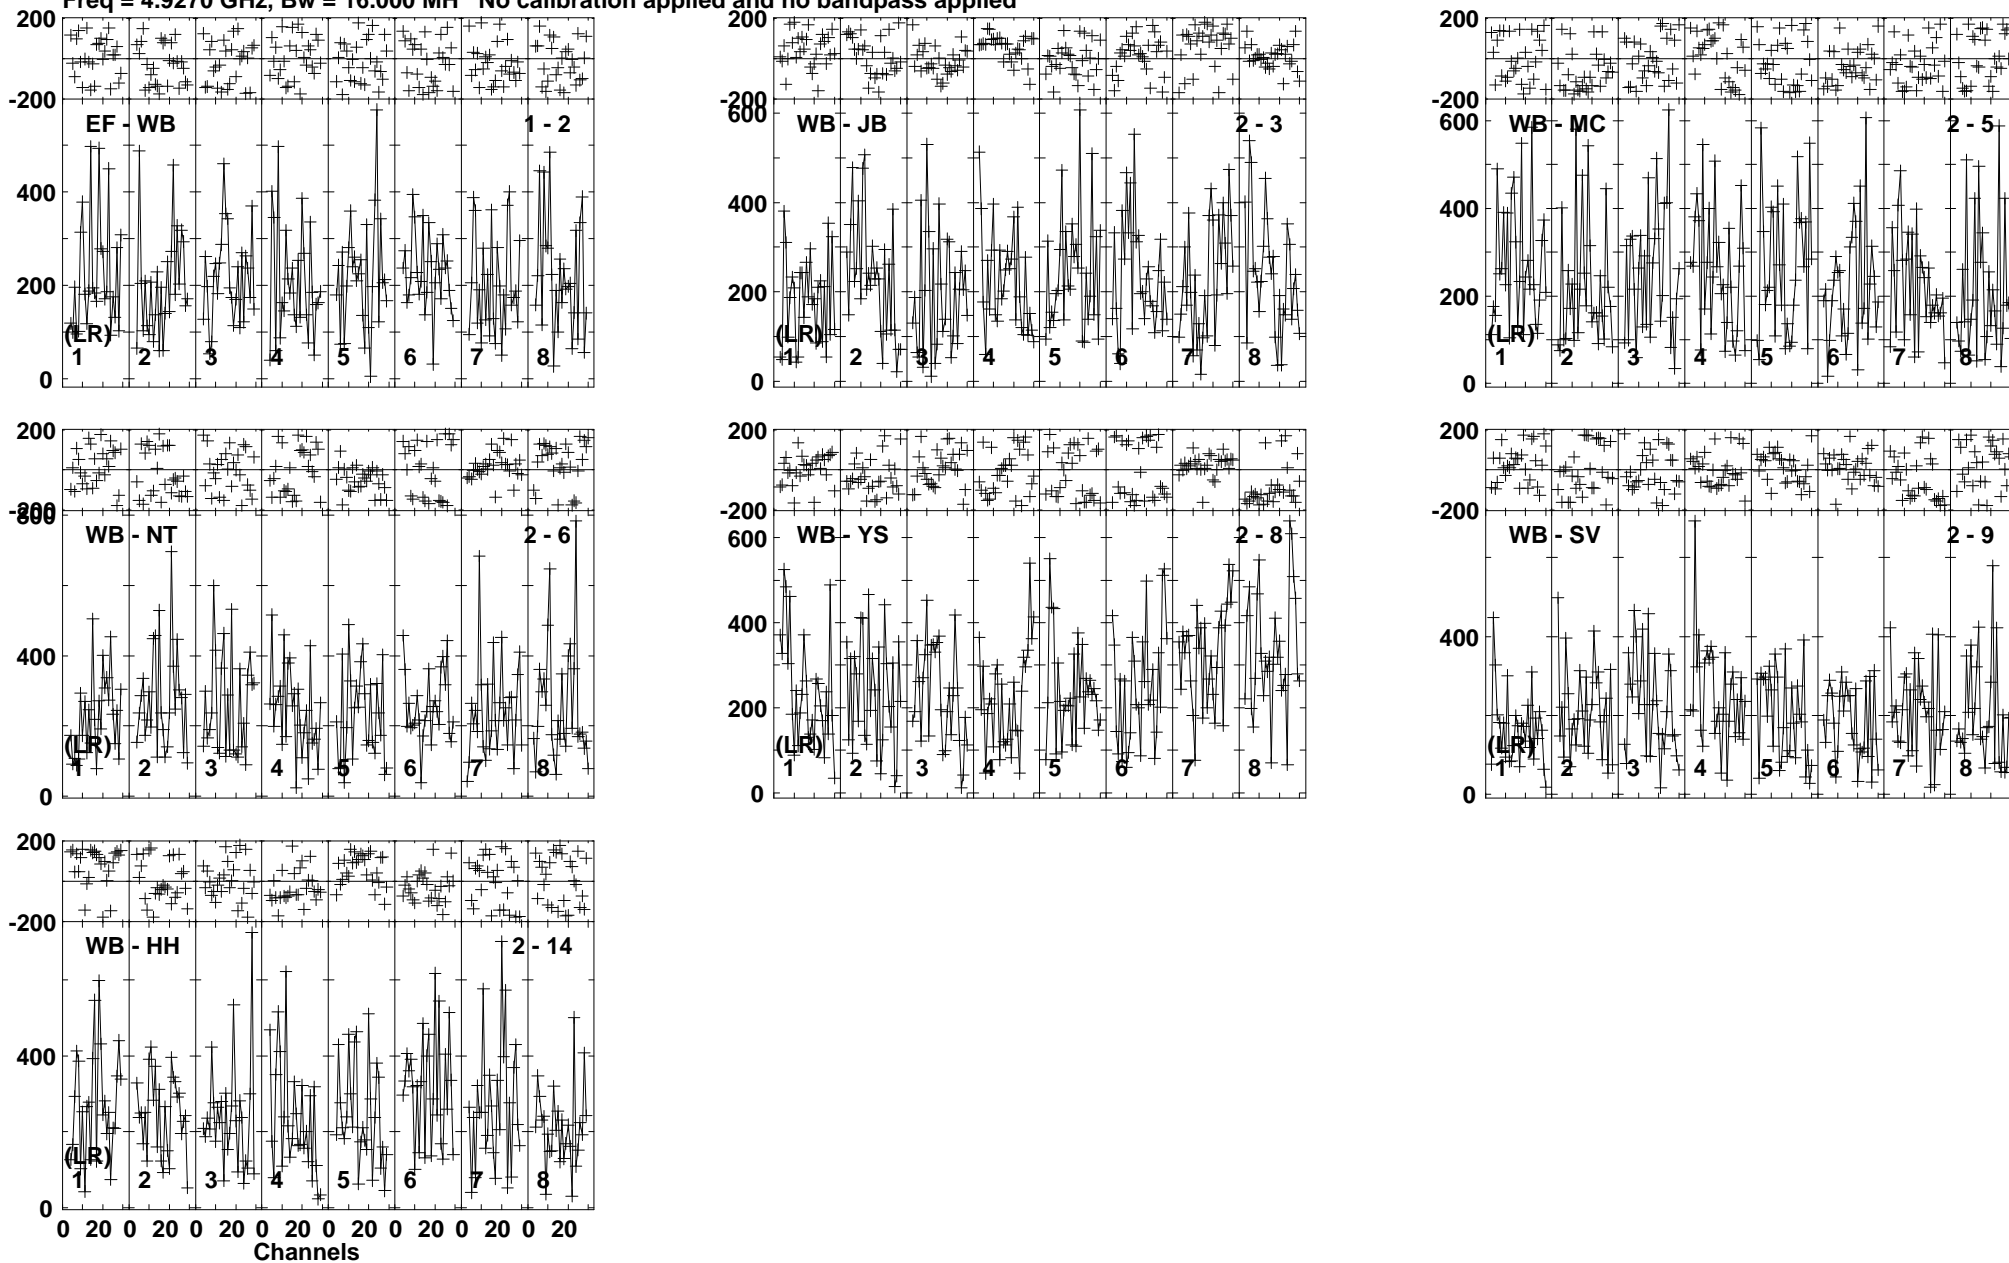 Freq = 4.9270 GHz, Bw = 16.000 MH No calibration applied and no bandpass applied
200
-200
EF - WB 1 - 2
400
200
0
(LR)
1 2 3 4 5 6 7 8
200
-200
600
WB - JB 2 - 3
400
200
0
(LR)
1 2 3 4 5 6 7 8
200
-200
600
WB - MC 2 - 5
400
200
0
(LR)
1 2 3 4 5 6 7 8
200
-200
800
WB - NT 2 - 6
400
0
(LR)
1 2 3 4 5 6 7 8
200
-200
600
WB - YS 2 - 8
400
200
0
(LR)
1 2 3 4 5 6 7 8
200
-200
WB - SV 2 - 9
400
0
(LR)
1 2 3 4 5 6 7 8
200
-200
WB - HH 2 - 14
400
0
(LR)
1 2 3 4 5 6 7 8
0 20 0 20 0 20 0 20 0 20 0 20 0 20 0 20
Channels